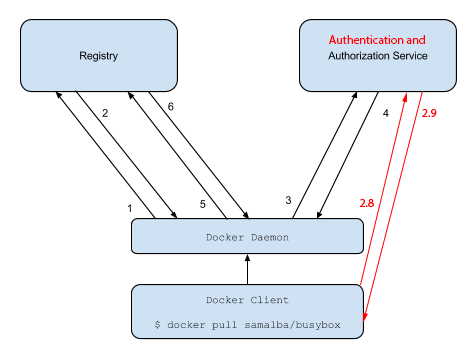 Registry
Authentication and
Authorization Service
2
6
4
2.9
1
5
3
2.8
Docker Daemon
Docker Client
$ docker pull samalba/busybox